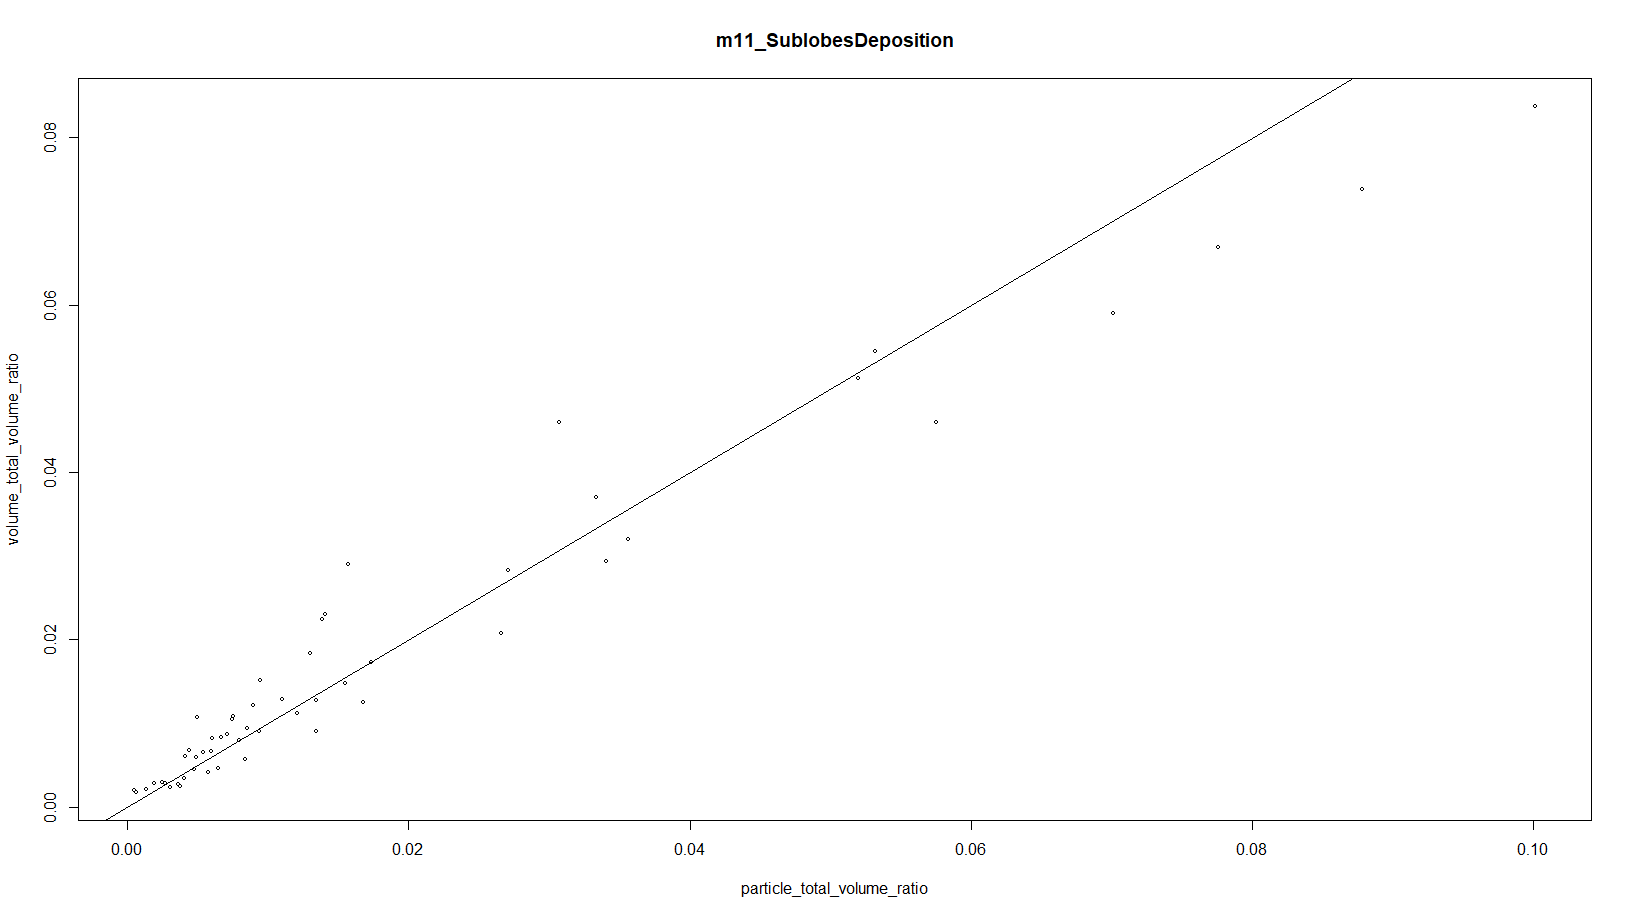 m11_SublobesDeposition
volume_total_volume_ratio
0.08
0.06
0.04
0.02
0.00
0.00 0.02 0.04 0.06 0.08 0.10
particle_total_volume_ratio